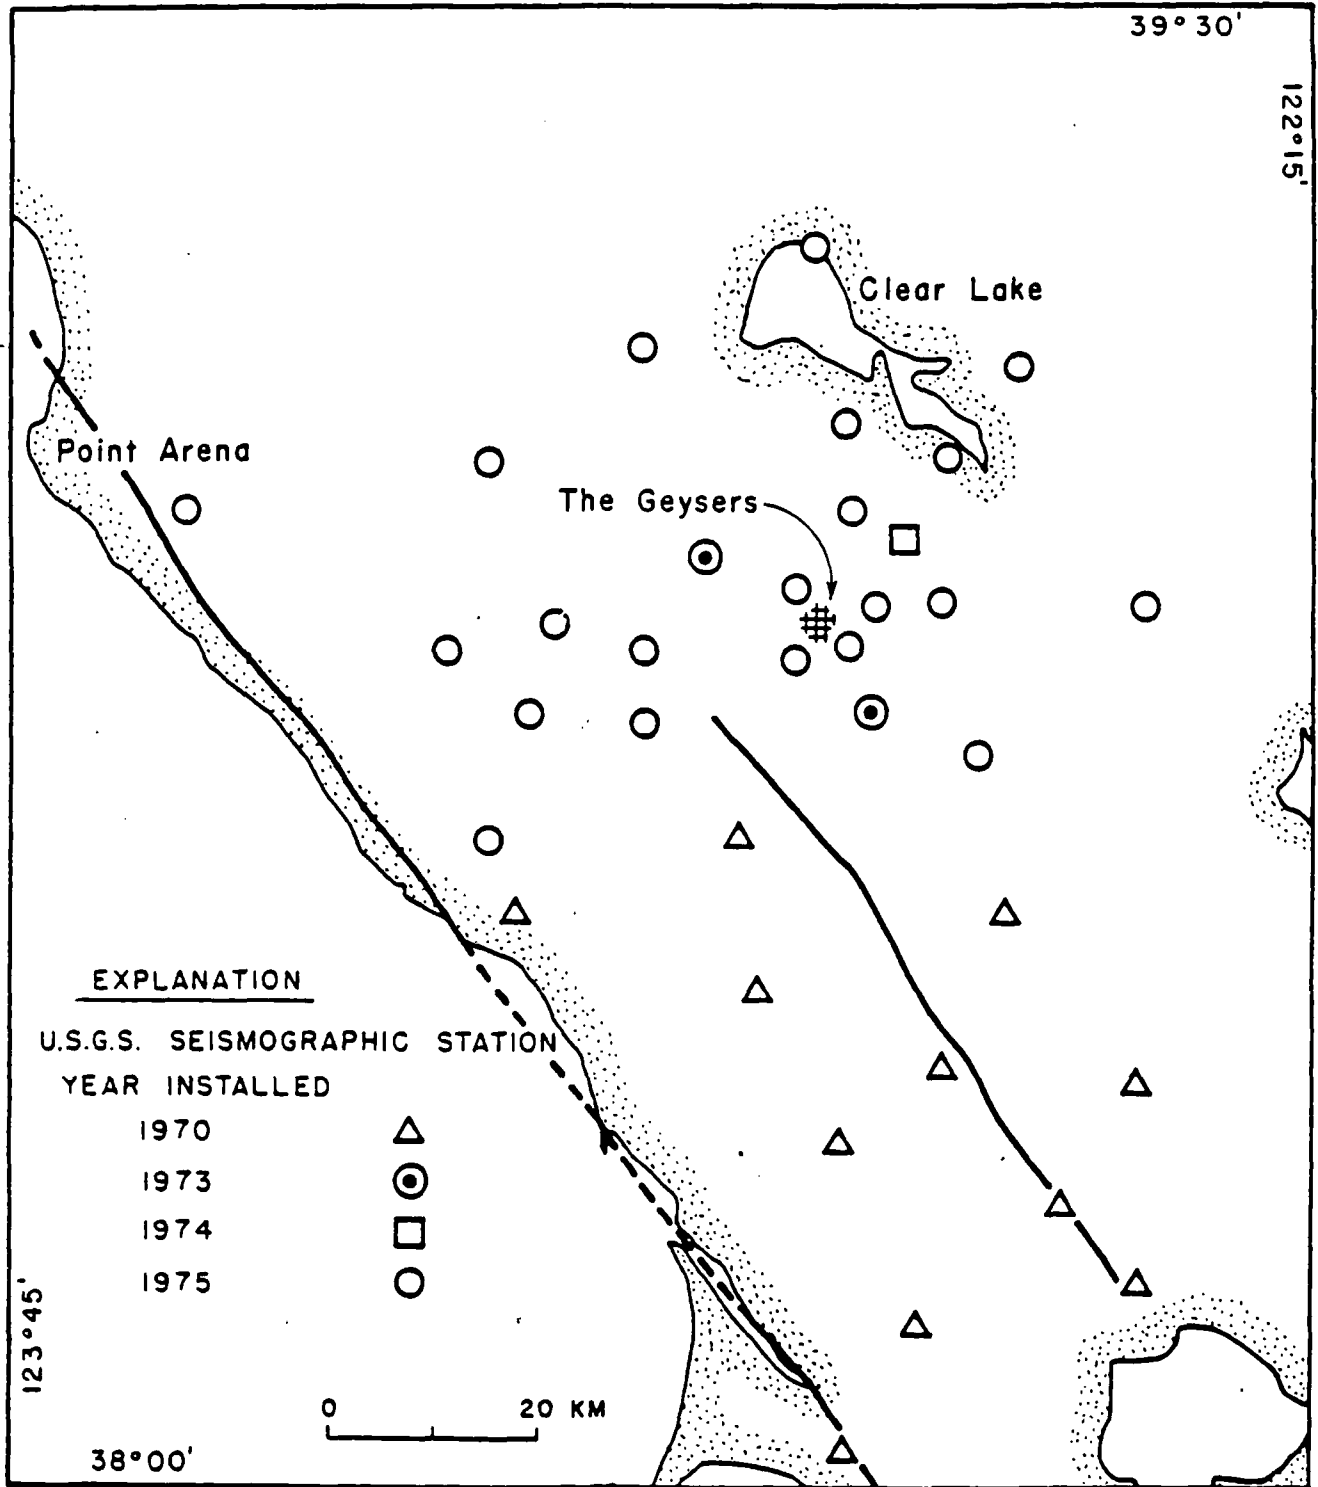 39°30'
122°15'
Clear Lake
Point Arena
The Geysers
EXPLANATION
U.S.G.S. SEISMOGRAPHIC STATION
YEAR INSTALLED
1970
1973
1974
1975
123°45'
0 20 KM
38°00'